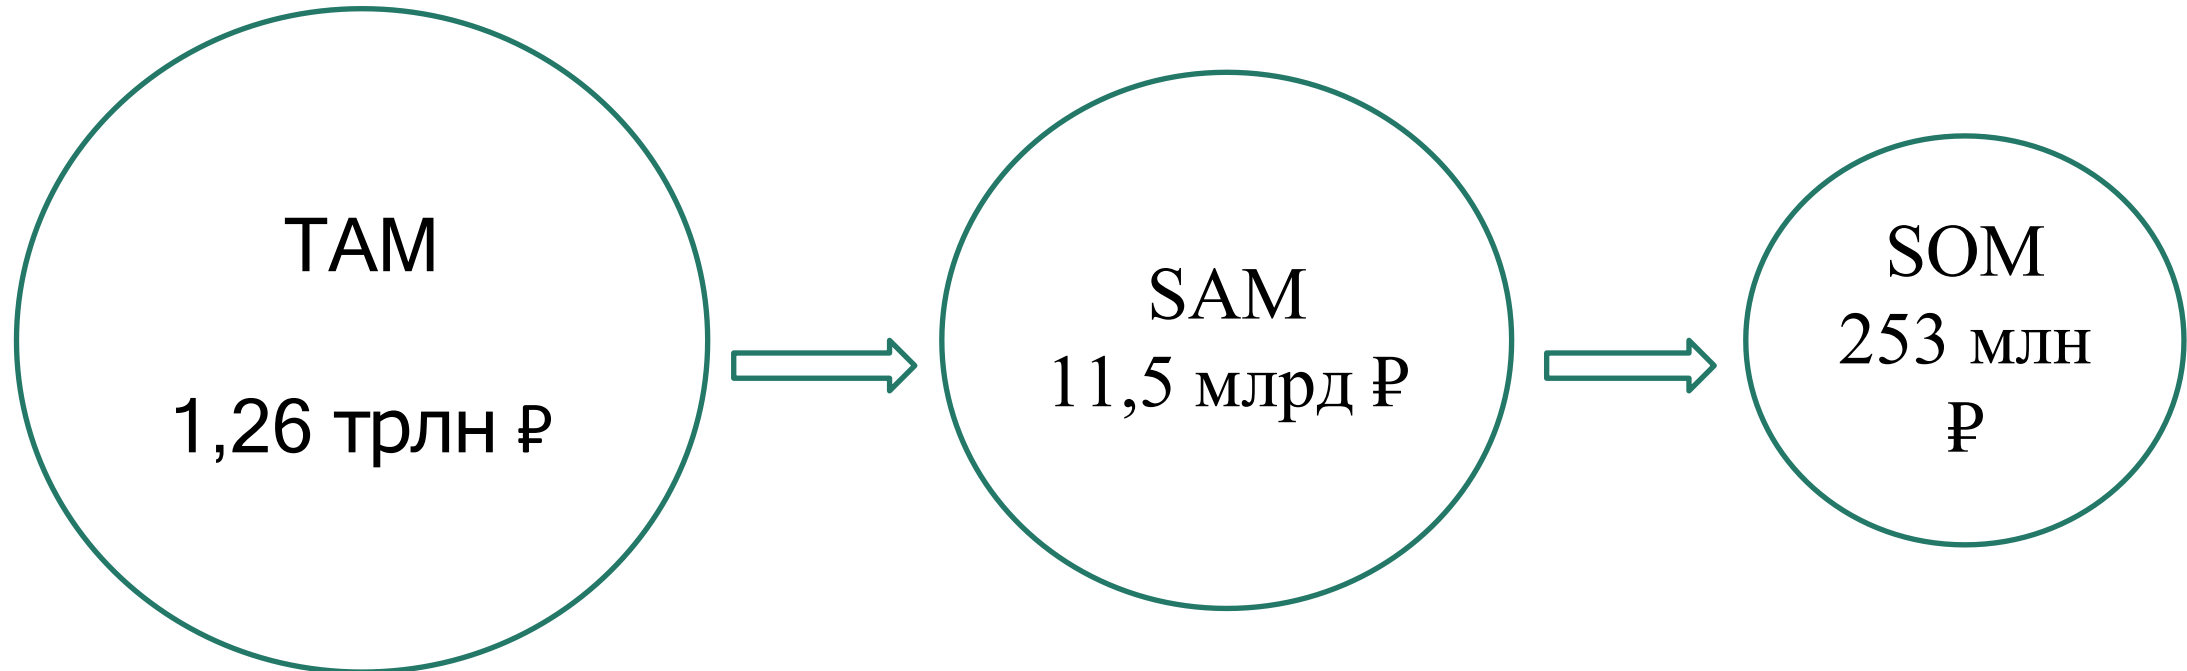 TAM
1,26 трлн ₽
SAM
11,5 млрд ₽
SOM
253 млн
₽